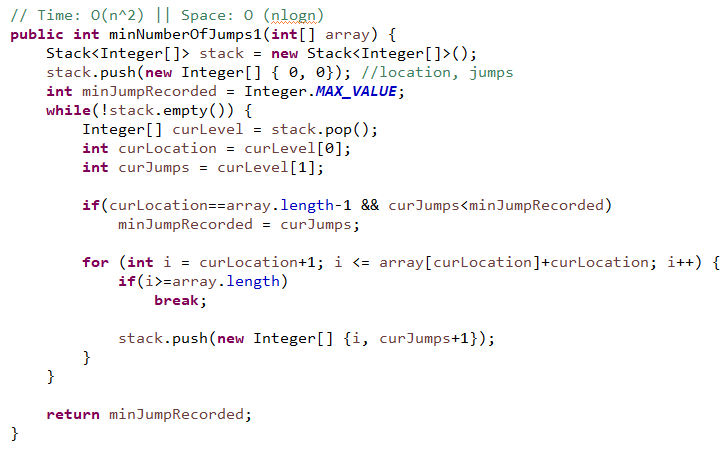 // Time: O(n^2) || Space: O (nlogn)
public int minNumberOfJumps1(int[] array) {
    Stack<Integer[]> stack = new Stack<Integer[]>();
    stack.push(new Integer[] { 0, 0}); //location, jumps
    int minJumpRecorded = Integer.MAX_VALUE;
    while(!stack.empty()) {
        Integer[] curLevel = stack.pop();
        int curLocation = curLevel[0];
        int curJumps = curLevel[1];

        if(curLocation==array.length-1 && curJumps<minJumpRecorded)
            minJumpRecorded = curJumps;

        for (int i = curLocation+1; i <= array[curLocation]+curLocation; i++) {
            if(i>=array.length)
                break;

            stack.push(new Integer[] {i, curJumps+1});
        }
    }

    return minJumpRecorded;
}